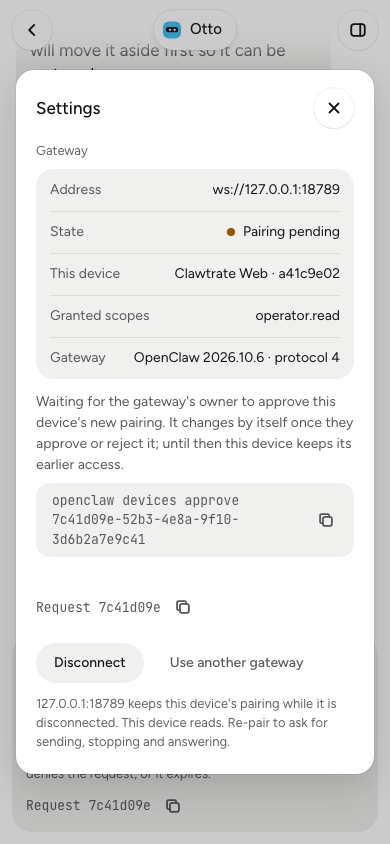 Otto
will move it aside first so it can be
Settings
Gateway
Address ws://127.0.0.1:18789
State Pairing pending
This device Clawtrate Web · a41c9e02
Granted scopes operator.read
Gateway OpenClaw 2026.10.6 · protocol 4
Waiting for the gateway's owner to approve this
device's new pairing. It changes by itself once they
approve or reject it; until then this device keeps its
earlier access.
openclaw devices approve
7c41d09e-52b3-4e8a-9f10-
3d6b2a7e9c41
Request 7c41d09e
Disconnect Use another gateway
127.0.0.1:18789 keeps this device's pairing while it is
disconnected. This device reads. Re-pair to ask for
sending, stopping and answering.
denies the request, or it expires.
Request 7c41d09e